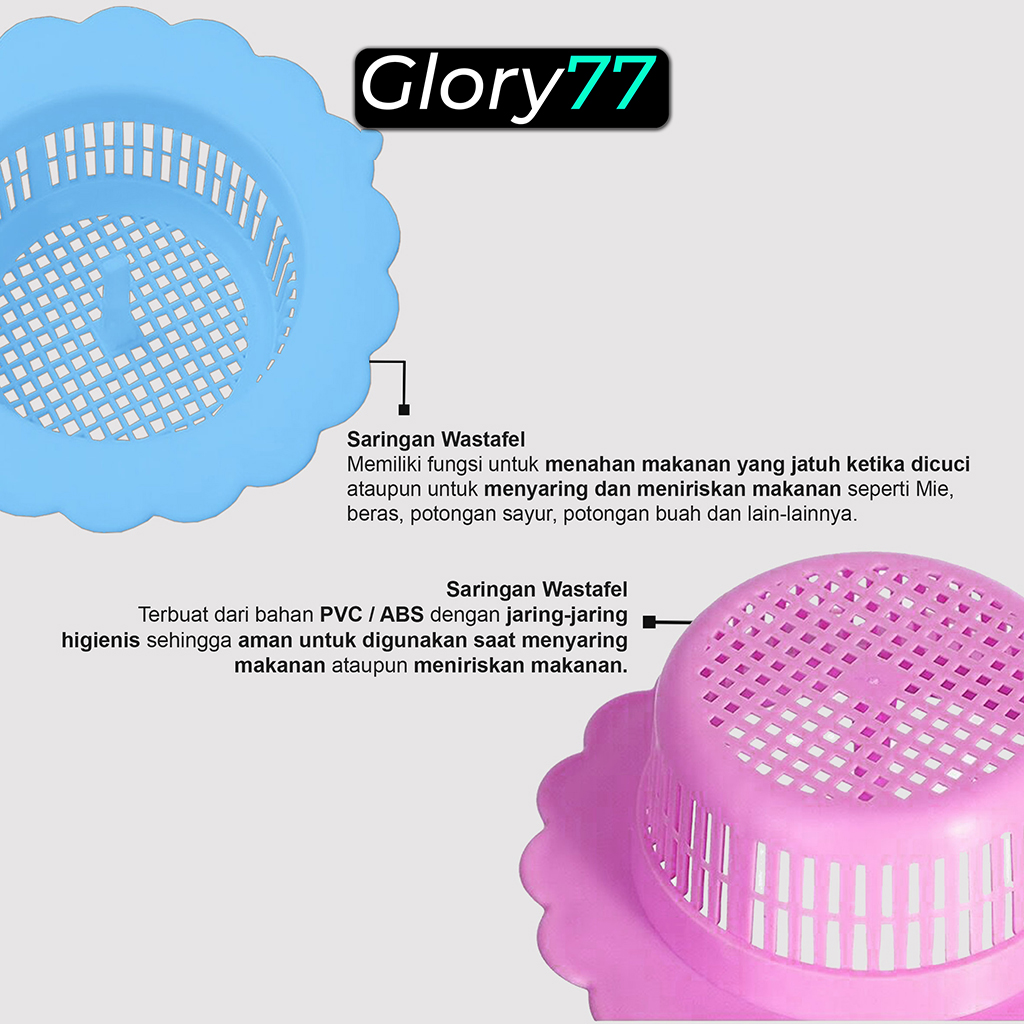 Glory77
Saringan Wastafel
Memiliki fungsi untuk menahan makanan yang jatuh ketika dicuci
ataupun untuk menyaring dan meniriskan makanan seperti Mie,
beras, potongan sayur, potongan buah dan lain-lainnya.
Saringan Wastafel
Terbuat dari bahan PVC / ABS dengan jaring-jaring
higienis sehingga aman untuk digunakan saat menyaring
makanan ataupun meniriskan makanan.